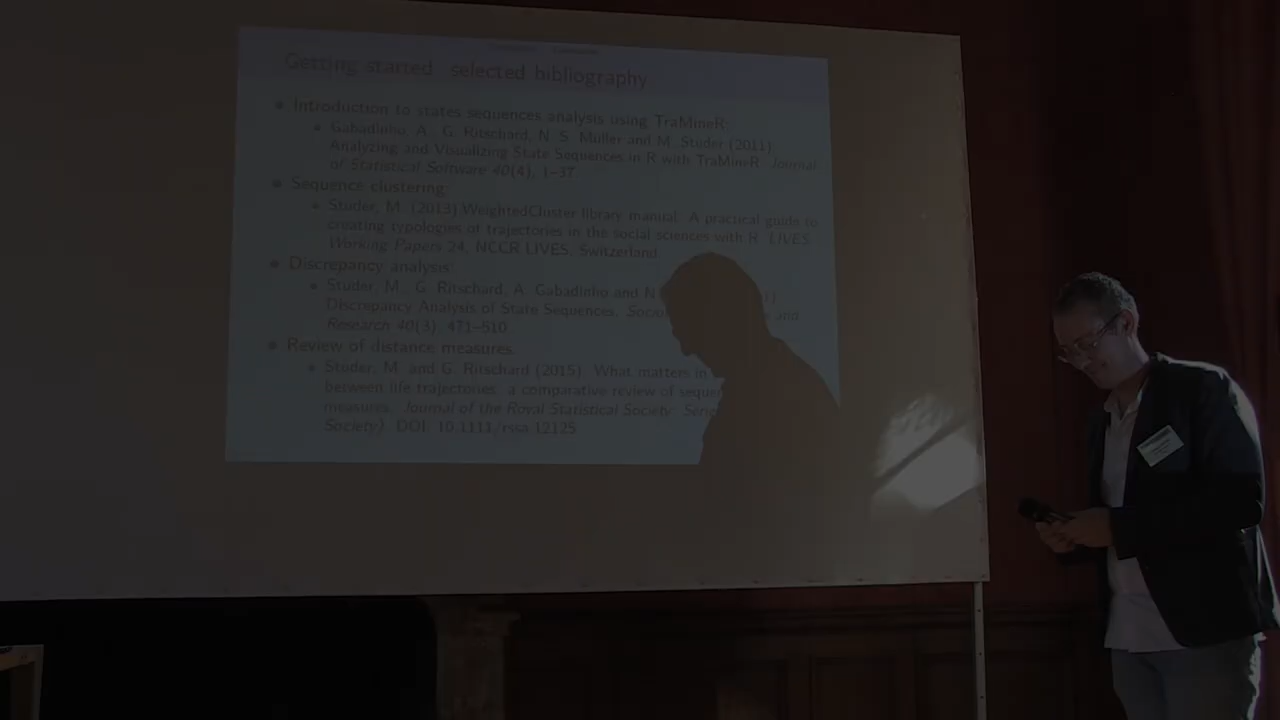 Getting started selected bibliography
Introduction to states sequences analysis using TraMineR:
Gabadinho, A., G. Ritschard, N. S. Müller and M. Studer (2011)
Analyzing and Visualizing State Sequences in R with TraMineR. Journal
of Statistical Software 40(4), 1–37.
Sequence clustering:
Studer, M. (2013) WeightedCluster library manual. A practical guide to
creating typologies of trajectories in the social sciences with R. LIVES
Working Papers 24, NCCR LIVES, Switzerland.
Discrepancy analysis:
Studer, M., G. Ritschard, A. Gabadinho and N
Discrepancy Analysis of State Sequences, and
Research 40(3), 471–510.
Review of distance measures.
Studer, M. and G. Ritschard (2015). What matters in
between life trajectories: a comparative review of
measures. Journal of the Royal Statistical Society:
Society). DOI: 10.1111/rssa.12125